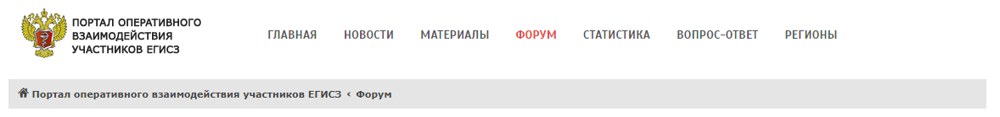 ПОРТАЛ ОПЕРАТИВНОГО
ВЗАИМОДЕЙСТВИЯ
УЧАСТНИКОВ ЕГИСЗ
ГЛАВНАЯ НОВОСТИ МАТЕРИАЛЫ ФОРУМ СТАТИСТИКА ВОПРОС-ОТВЕТ РЕГИОНЫ
Портал оперативного взаимодействия участников ЕГИСЗ ‹ Форум